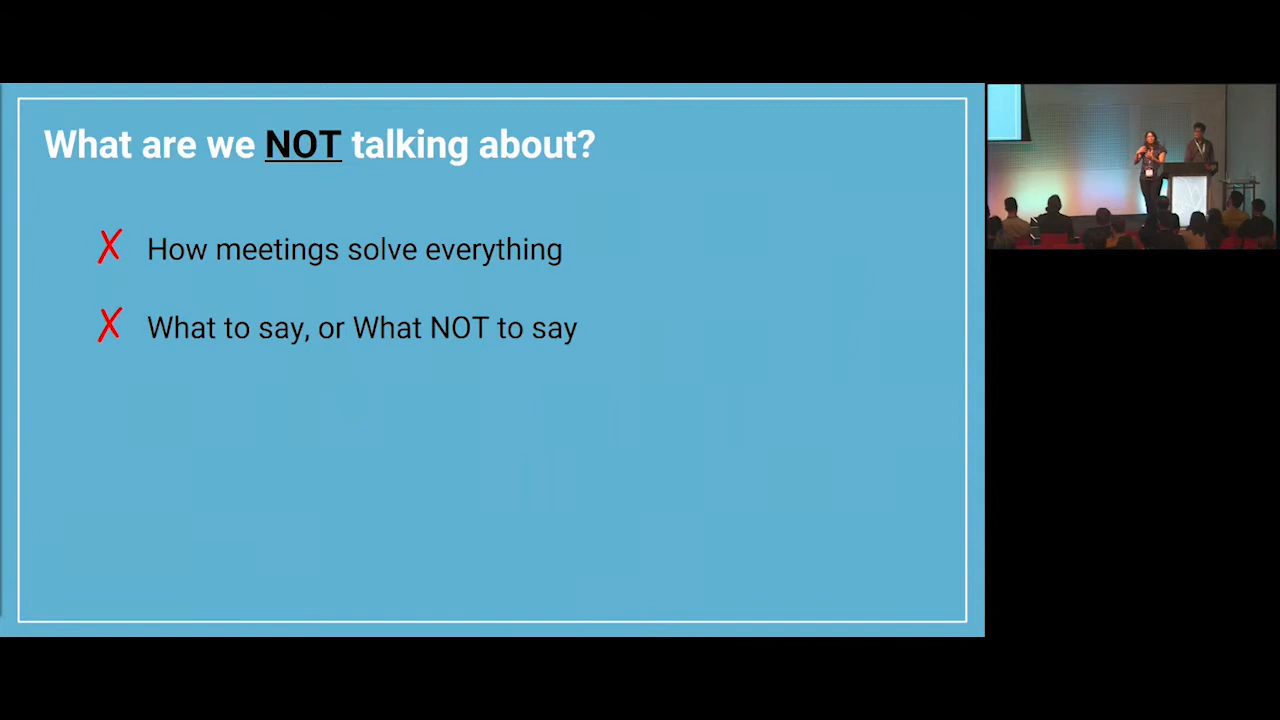 What are we NOT talking about?
✗ How meetings solve everything
✗ What to say, or What NOT to say